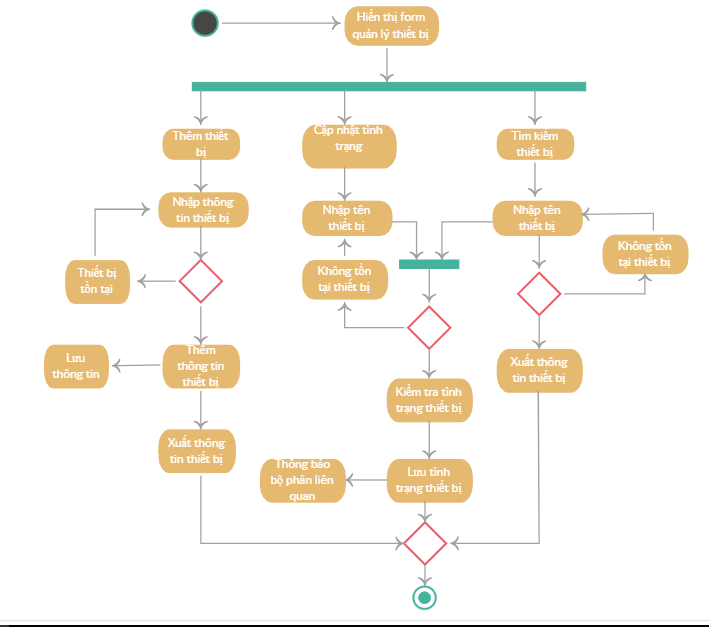 Hiển thị form
quản lý thiết bị
Thêm thiết
bị
Cập nhật tình
trạng
Tìm kiếm
thiết bị
Nhập thông
tin thiết bị
Nhập tên
thiết bị
Nhập tên
thiết bị
Thiết bị
tồn tại
Không tồn
tại thiết bị
Không tồn
tại thiết bị
Lưu
thông tin
Thêm
thông tin
thiết bị
Xuất thông
tin thiết bị
Kiểm tra tình
trạng thiết bị
Xuất thông
tin thiết bị
Thông báo
bộ phân liên
quan
Lưu tình
trạng thiết bị